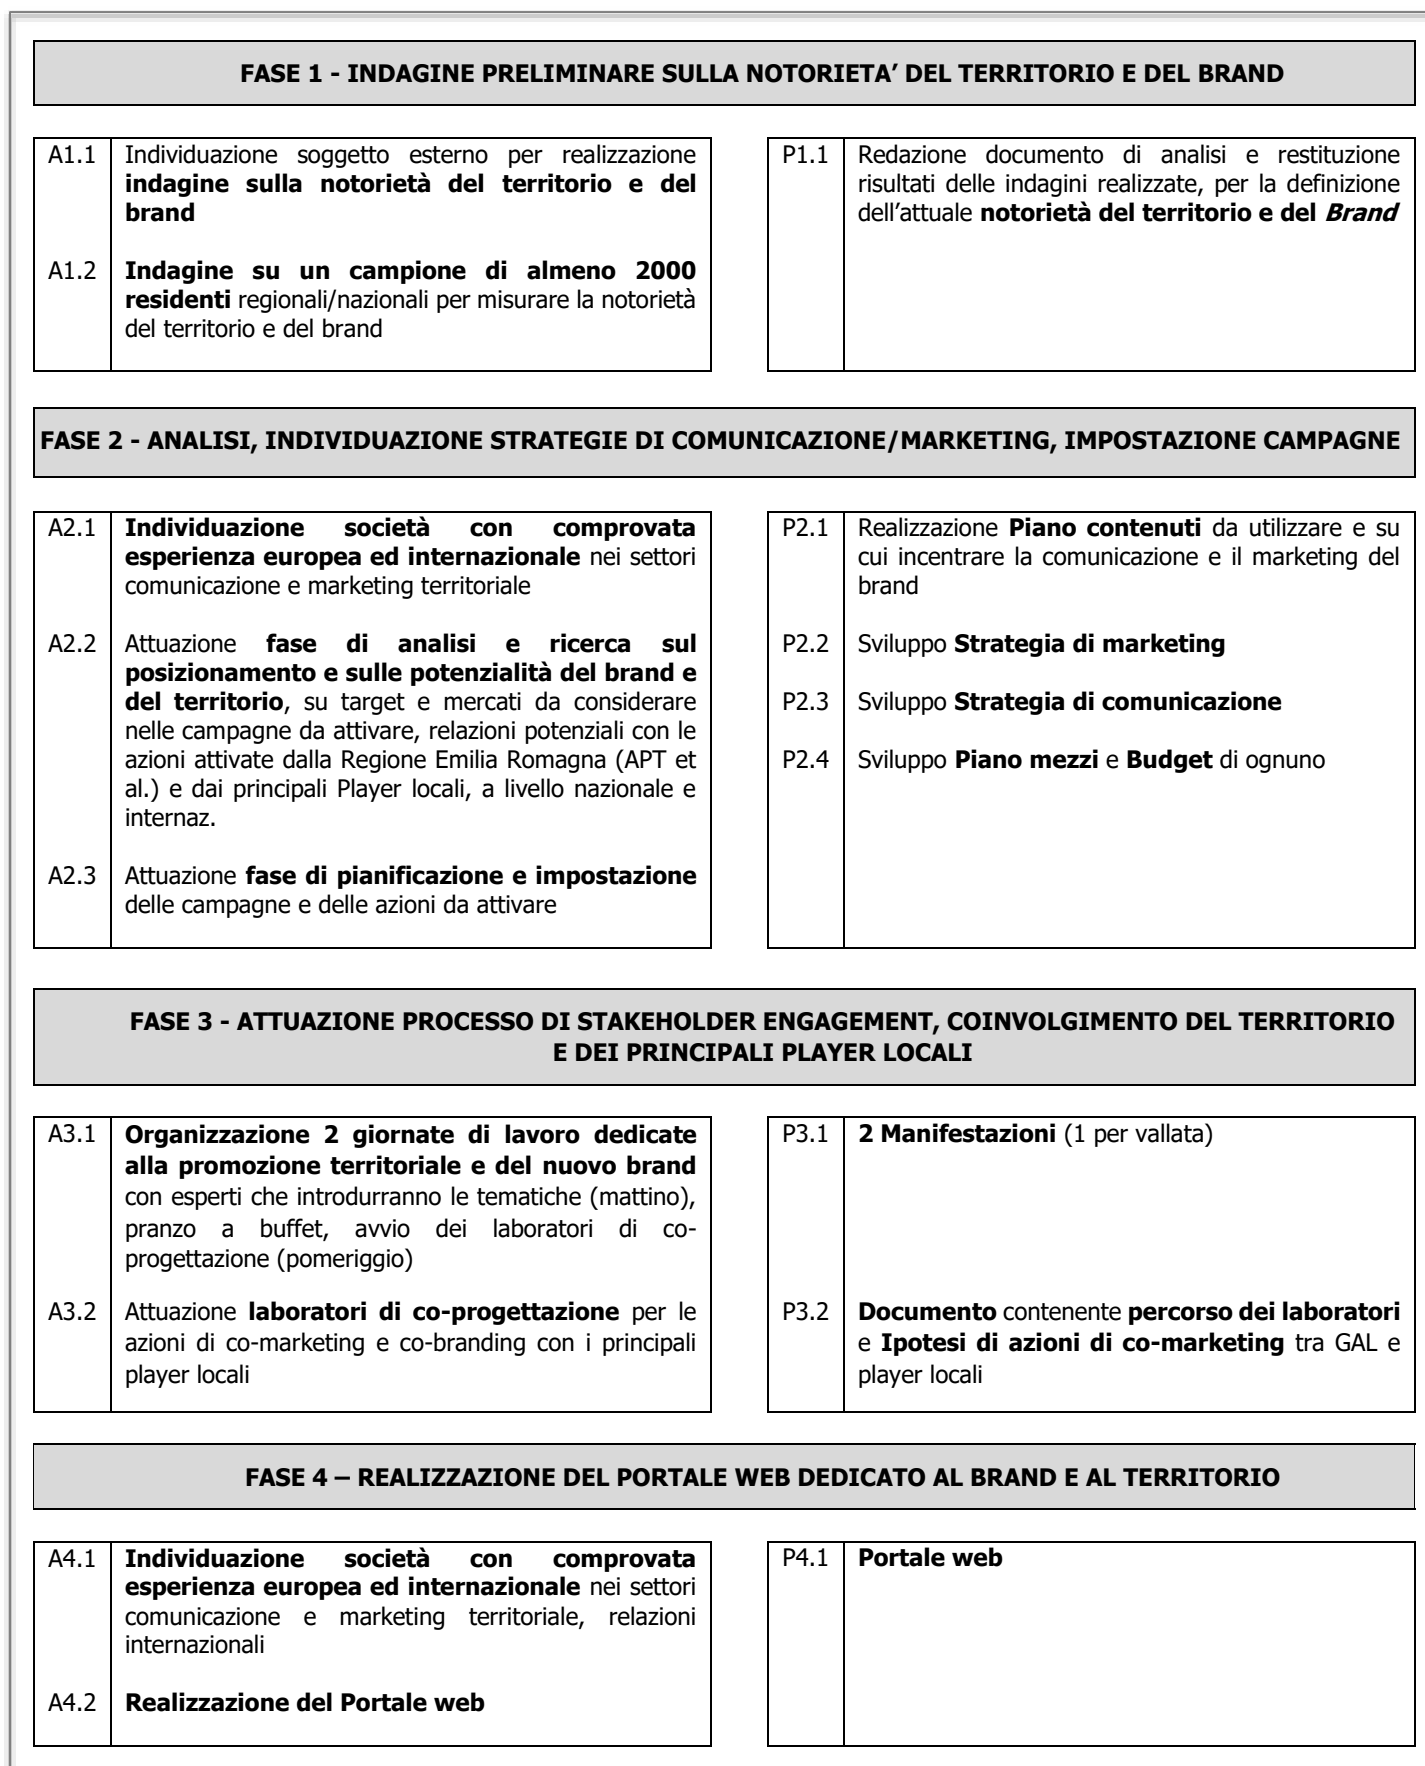 FASE 1 - INDAGINE PRELIMINARE SULLA NOTORIETA’ DEL TERRITORIO E DEL BRAND
A1.1 Individuazione soggetto esterno per realizzazione
indagine sulla notorietà del territorio e del
brand
A1.2 Indagine su un campione di almeno 2000
residenti regionali/nazionali per misurare la notorietà
del territorio e del brand
P1.1 Redazione documento di analisi e restituzione
risultati delle indagini realizzate, per la definizione
dell’attuale notorietà del territorio e del Brand
FASE 2 - ANALISI, INDIVIDUAZIONE STRATEGIE DI COMUNICAZIONE/MARKETING, IMPOSTAZIONE CAMPAGNE
A2.1 Individuazione società con comprovata
esperienza europea ed internazionale nei settori
comunicazione e marketing territoriale
A2.2 Attuazione fase di analisi e ricerca sul
posizionamento e sulle potenzialità del brand e
del territorio, su target e mercati da considerare
nelle campagne da attivare, relazioni potenziali con le
azioni attivate dalla Regione Emilia Romagna (APT et
al.) e dai principali Player locali, a livello nazionale e
internaz.
A2.3 Attuazione fase di pianificazione e impostazione
delle campagne e delle azioni da attivare
P2.1 Realizzazione Piano contenuti da utilizzare e su
cui incentrare la comunicazione e il marketing del
brand
P2.2 Sviluppo Strategia di marketing
P2.3 Sviluppo Strategia di comunicazione
P2.4 Sviluppo Piano mezzi e Budget di ognuno
FASE 3 - ATTUAZIONE PROCESSO DI STAKEHOLDER ENGAGEMENT, COINVOLGIMENTO DEL TERRITORIO
E DEI PRINCIPALI PLAYER LOCALI
A3.1 Organizzazione 2 giornate di lavoro dedicate
alla promozione territoriale e del nuovo brand
con esperti che introdurranno le tematiche (mattino),
pranzo a buffet, avvio dei laboratori di co-
progettazione (pomeriggio)
A3.2 Attuazione laboratori di co-progettazione per le
azioni di co-marketing e co-branding con i principali
player locali
P3.1 2 Manifestazioni (1 per vallata)
P3.2 Documento contenente percorso dei laboratori
e Ipotesi di azioni di co-marketing tra GAL e
player locali
FASE 4 – REALIZZAZIONE DEL PORTALE WEB DEDICATO AL BRAND E AL TERRITORIO
A4.1 Individuazione società con comprovata
esperienza europea ed internazionale nei settori
comunicazione e marketing territoriale, relazioni
internazionali
A4.2 Realizzazione del Portale web
P4.1 Portale web